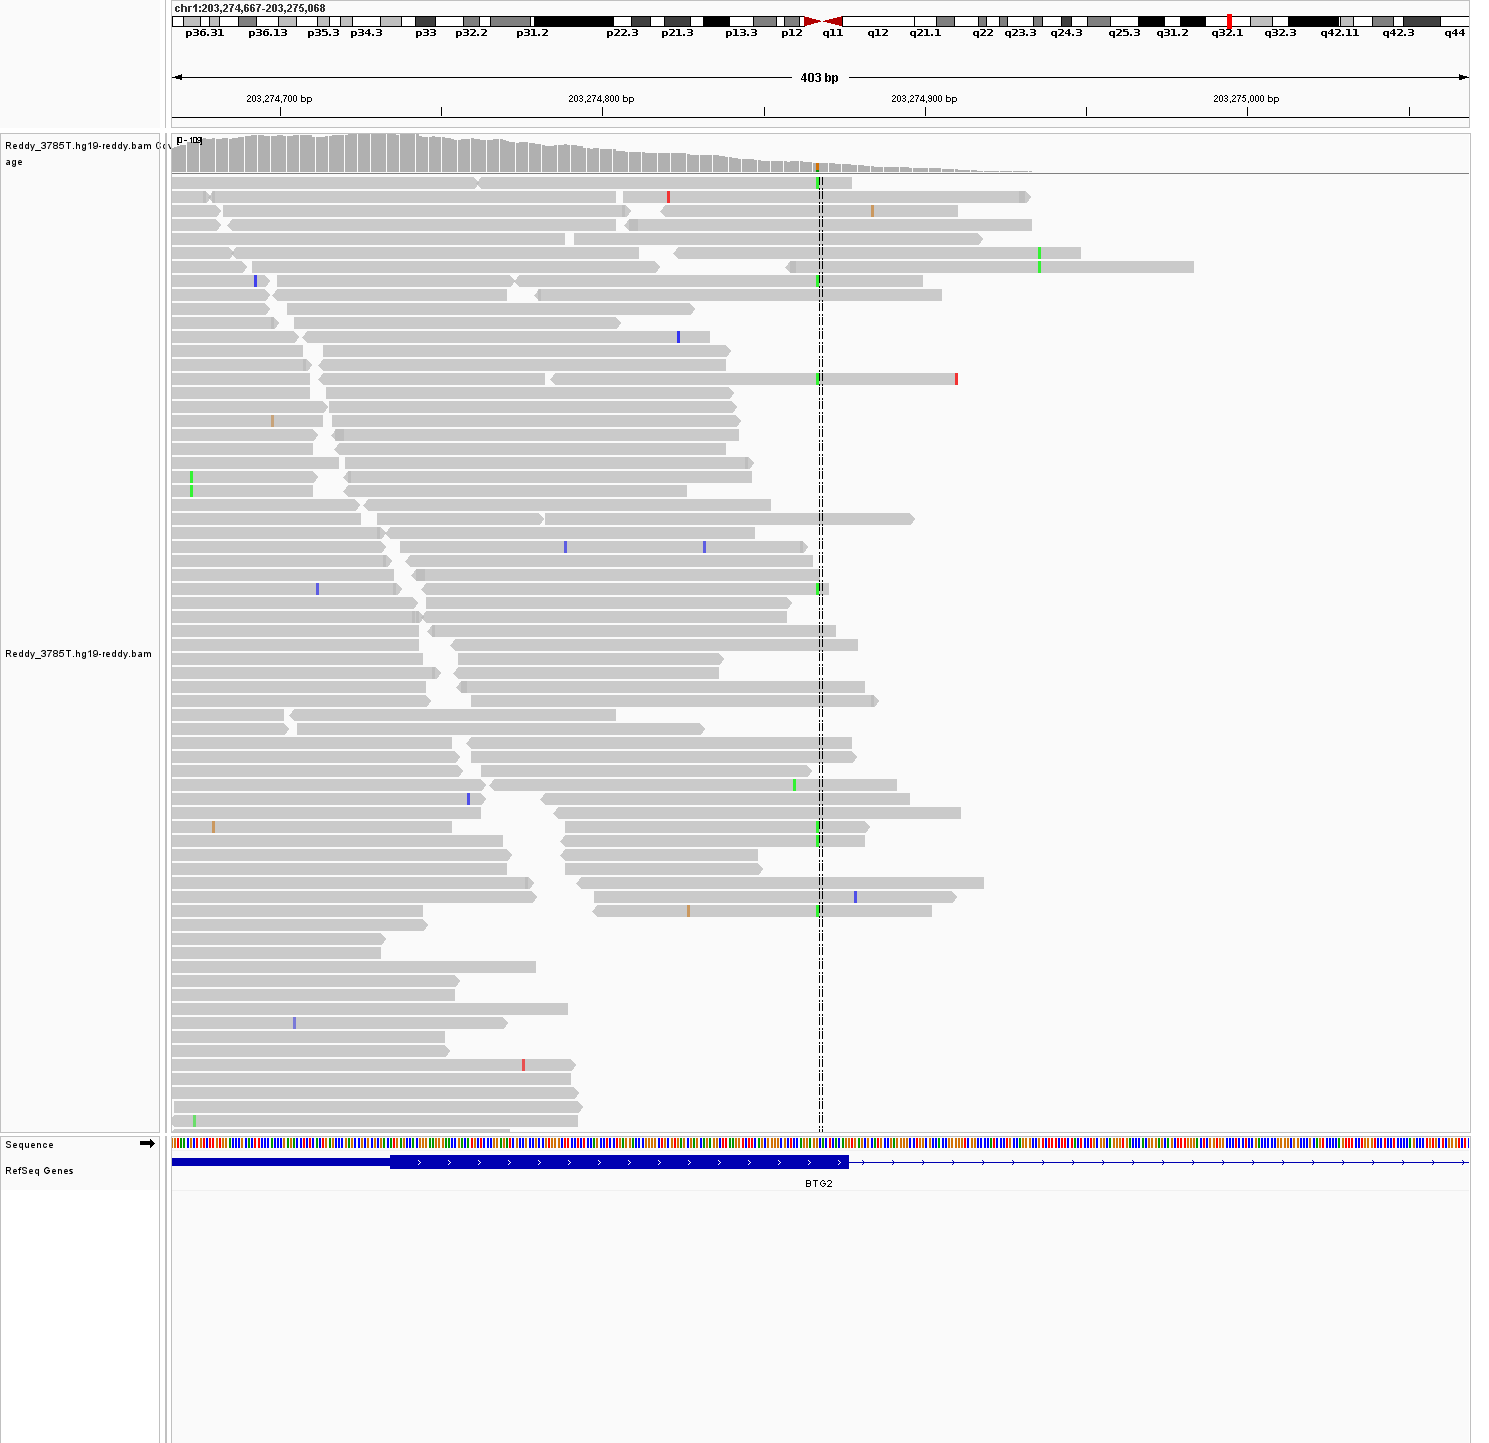 chr1:203,274,667-203,275,068
p36.31 p36.13 p35.3 p34.3 p33 p32.2 p31.2 p22.3 p21.3 p13.3 p12 q11 q12 q21.1 q22 q23.3 q24.3 q25.3 q31.2 q32.1 q32.3 q42.11 q42.3 q44
403 bp
203,274,700 bp 203,274,800 bp 203,274,900 bp 203,275,000 bp
Reddy_3785T.hg19-reddy.bam Cov
age
Reddy_3785T.hg19-reddy.bam
Sequence
RefSeq Genes
BTG2